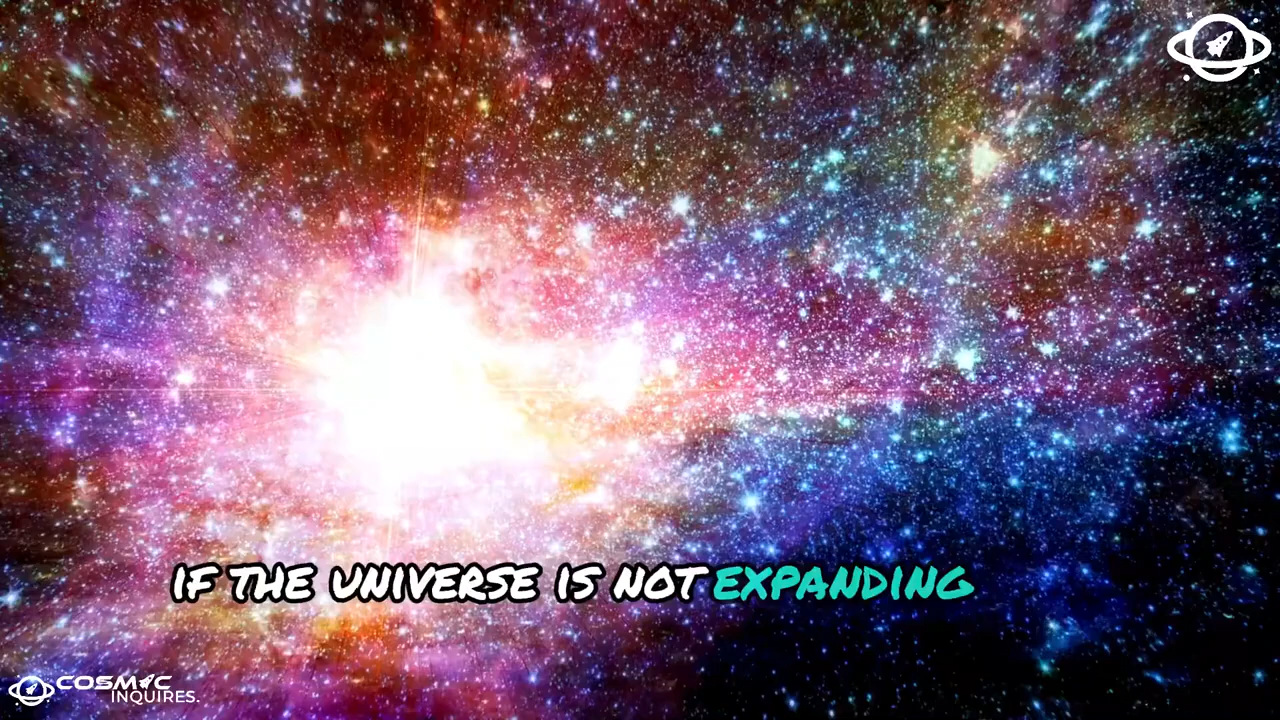 IF THE UNIVERSE IS NOT EXPANDING
COSMIC
INQUIRES.